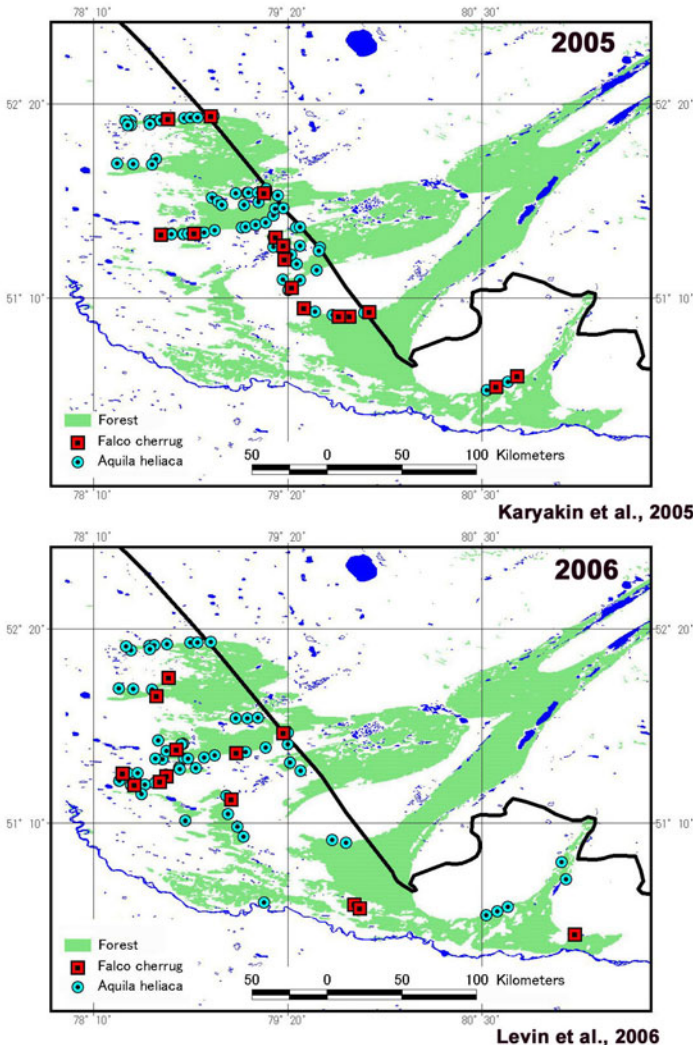 2005
78° 10'
79° 20'
80° 30'
52° 20'
52° 20'
51° 10'
51° 10'
Forest
Falco cherrug
Aquila heliaca
50 0 50 100 Kilometers
78° 10'
79° 20'
80° 30'
Karyakin et al., 2005
2006
78° 10'
79° 20'
80° 30'
52° 20'
52° 20'
51° 10'
51° 10'
Forest
Falco cherrug
Aquila heliaca
50 0 50 100 Kilometers
78° 10'
79° 20'
80° 30'
Levin et al., 2006